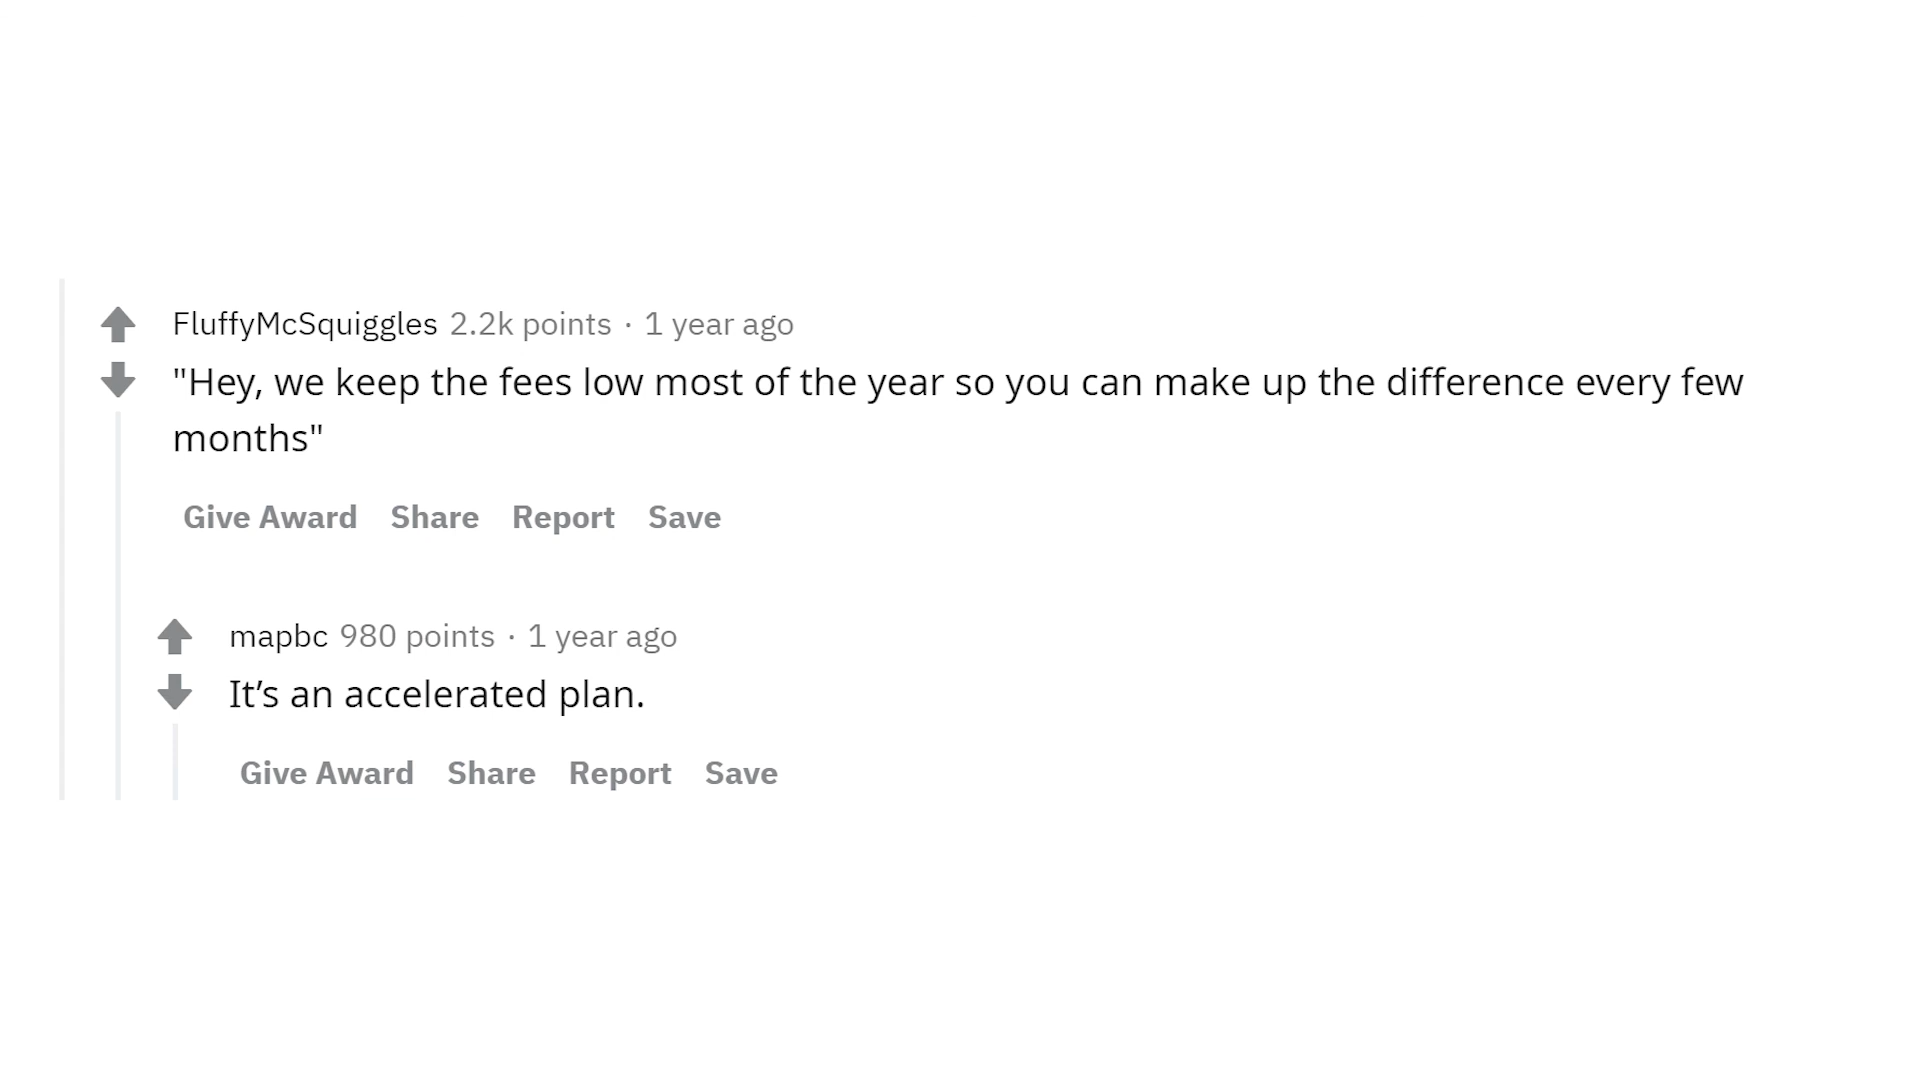 FluffyMcSquiggles 2.2k points · 1 year ago
"Hey, we keep the fees low most of the year so you can make up the difference every few
months"
Give Award Share Report Save
mapbc 980 points · 1 year ago
It’s an accelerated plan.
Give Award Share Report Save